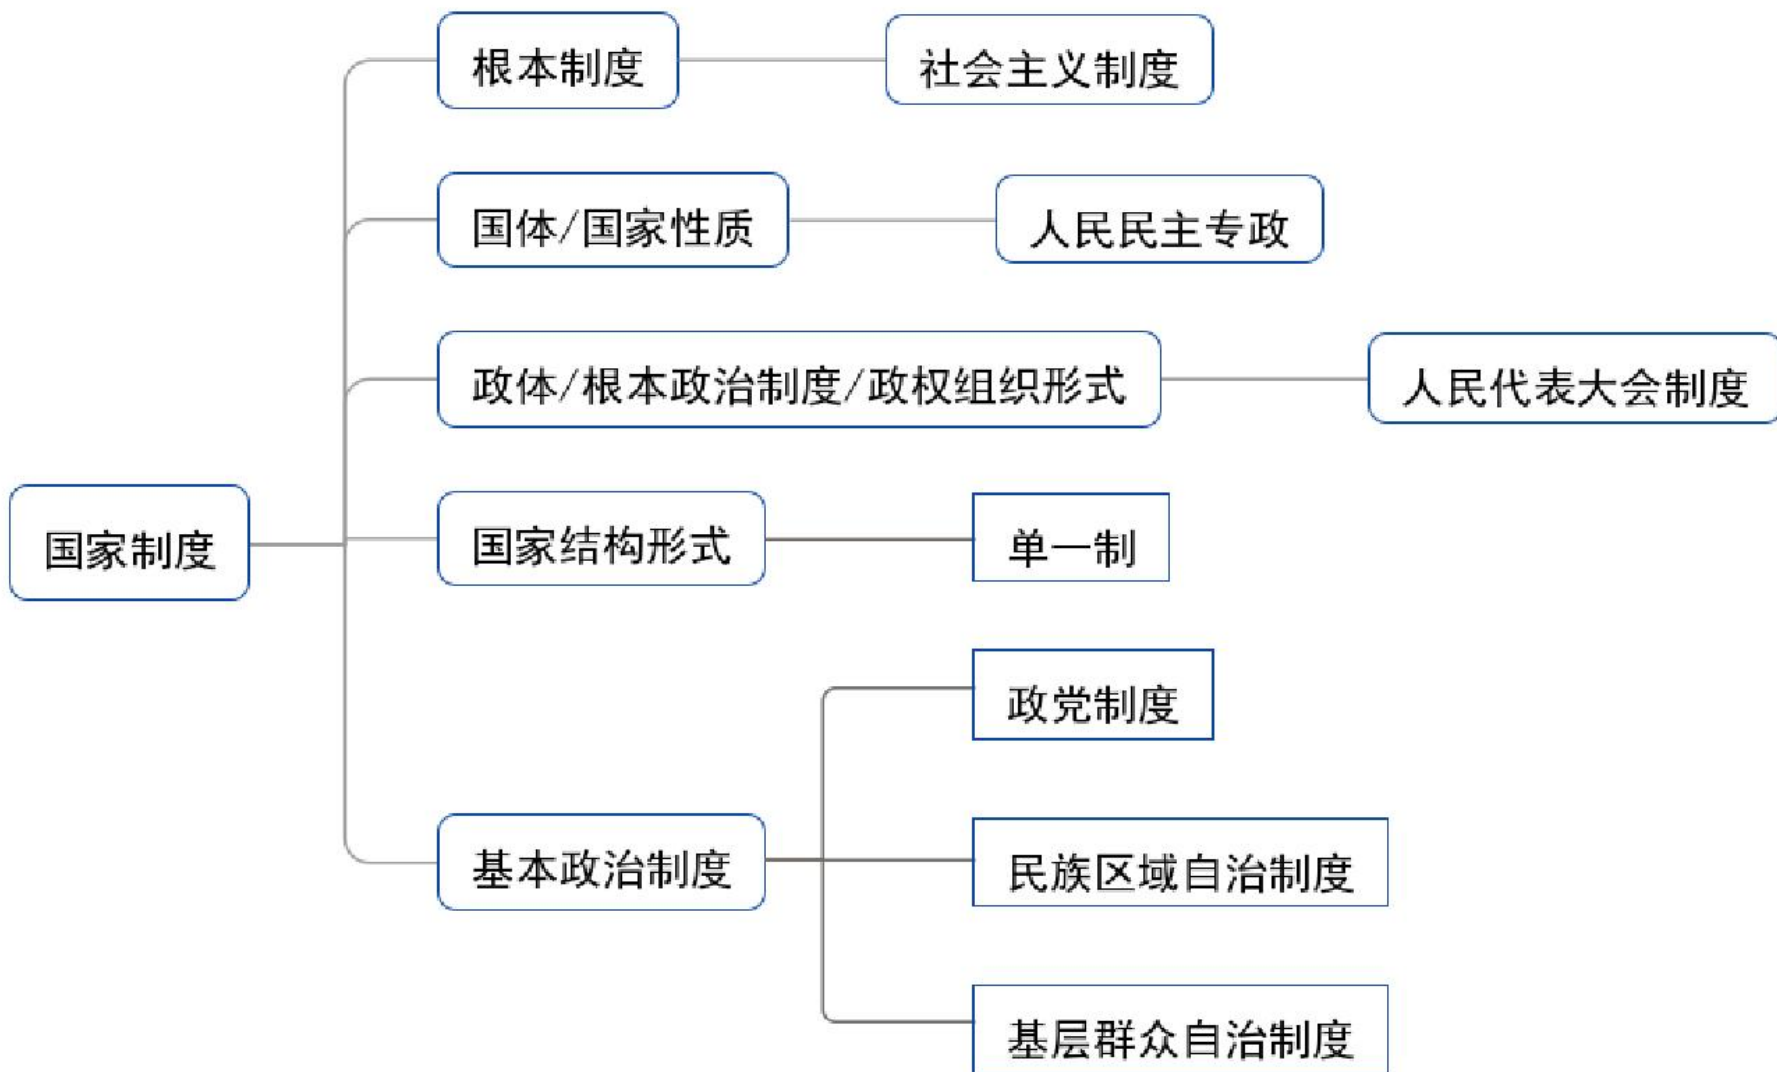 根本制度
社会主义制度
国体/国家性质
人民民主专政
政体/根本政治制度/政权组织形式
人民代表大会制度
国家制度
国家结构形式
单一制
政党制度
基本政治制度
民族区域自治制度
基层群众自治制度